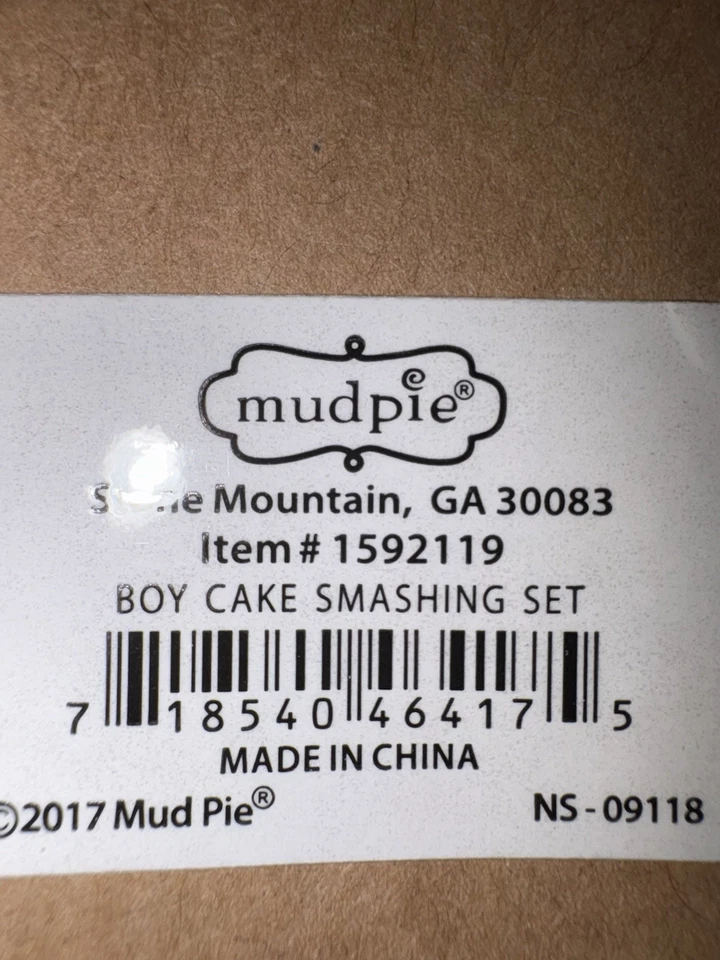 mudpie®
Mountain, GA 30083
Item # 1592119
BOY CAKE SMASHING SET
7 18540 46417 5
MADE IN CHINA
©2017 Mud Pie®
NS - 09118